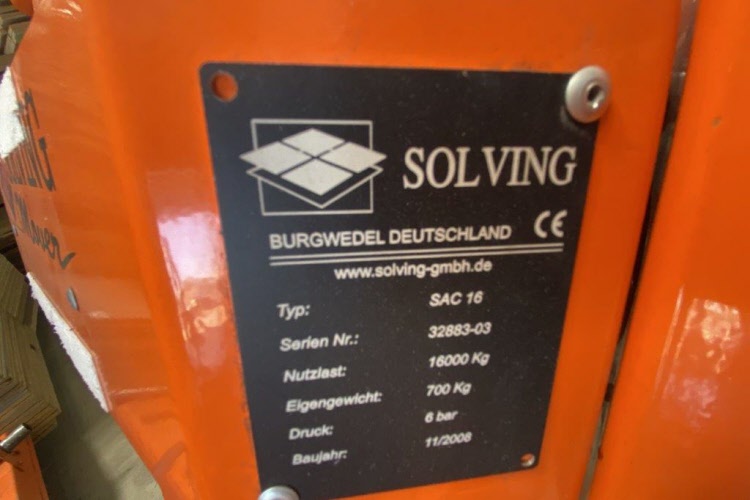 SOLVING
BURGWEDEL DEUTSCHLAND CE
www.solving-gmbh.de
Typ: SAC 16
Serien Nr.: 32883-03
Nutzlast: 16000 Kg
Eigengewicht: 700 Kg
Druck: 6 bar
Baujahr: 11/2008
Mover